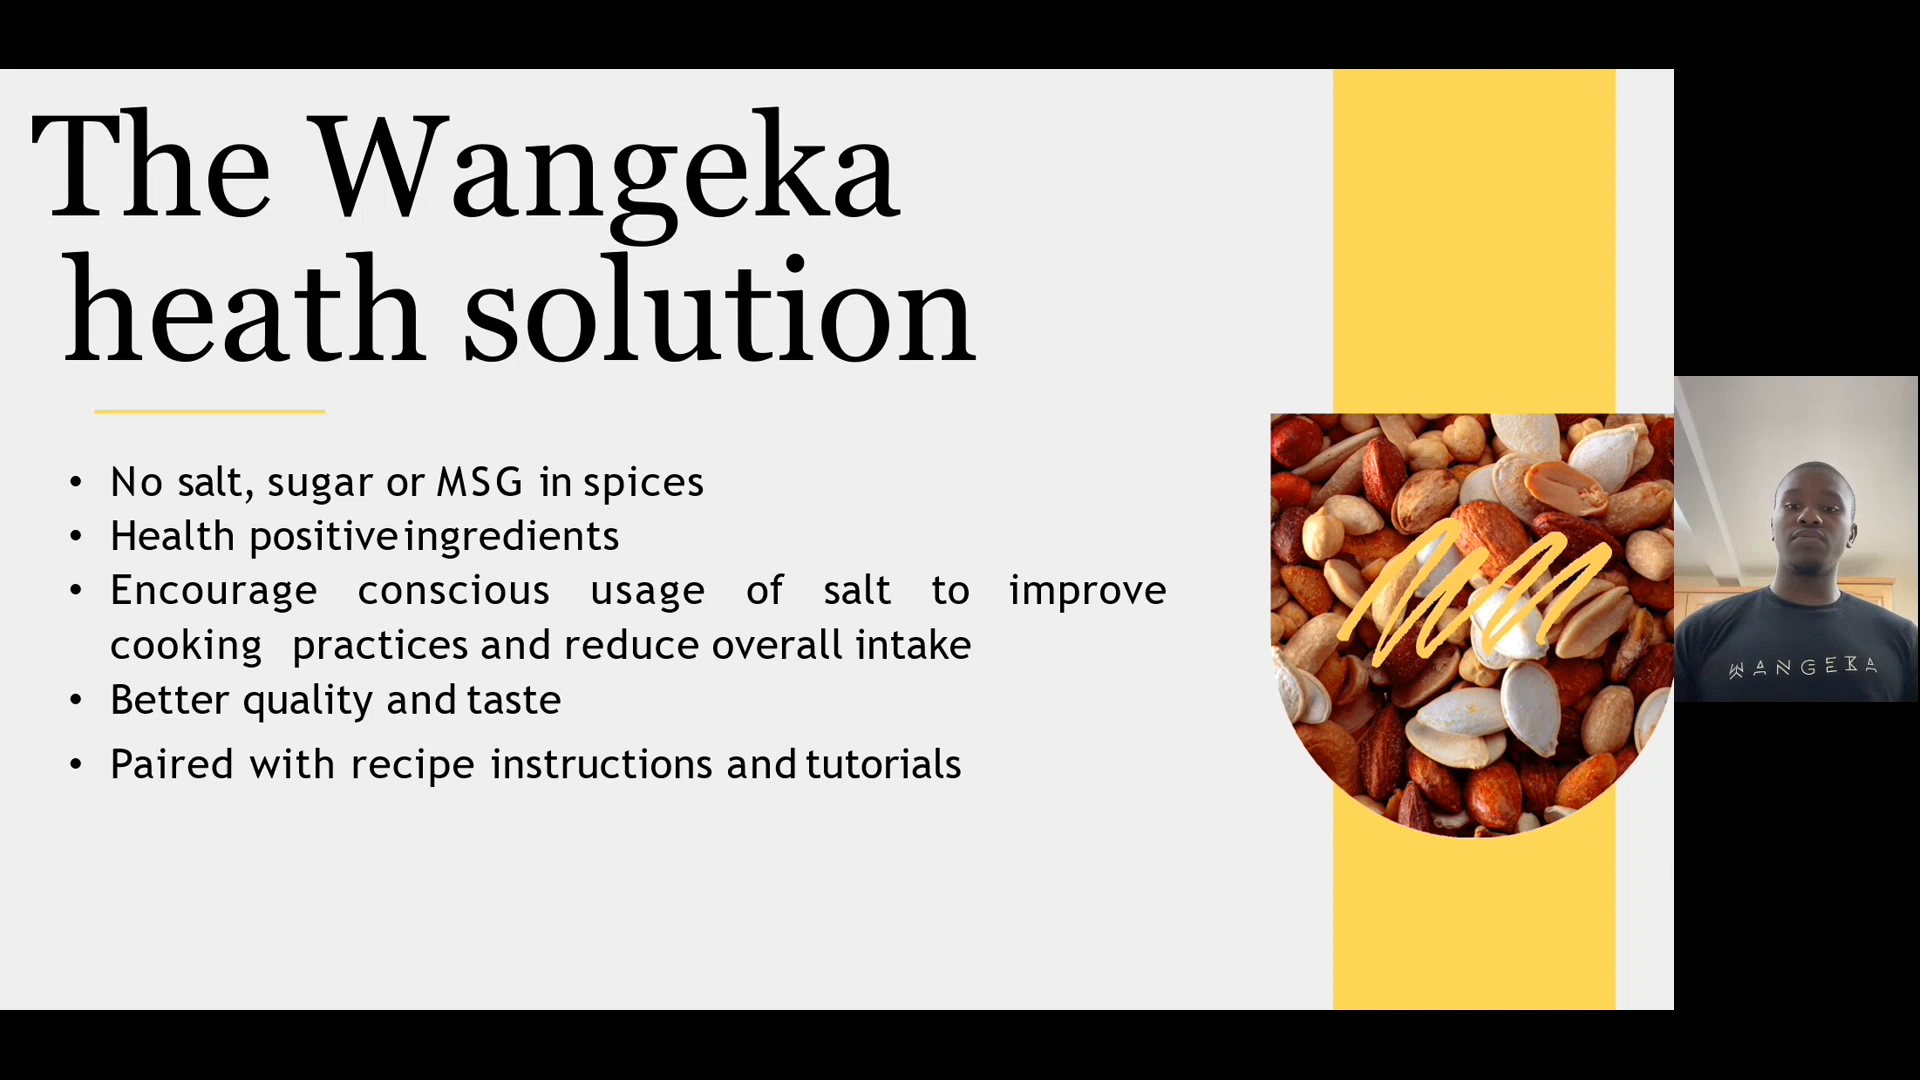 The Wangeka
heath solution
• No salt, sugar or MSG in spices
• Health positive ingredients
• Encourage conscious usage of salt to improve
cooking practices and reduce overall intake
• Better quality and taste
• Paired with recipe instructions and tutorials
WANGEKA